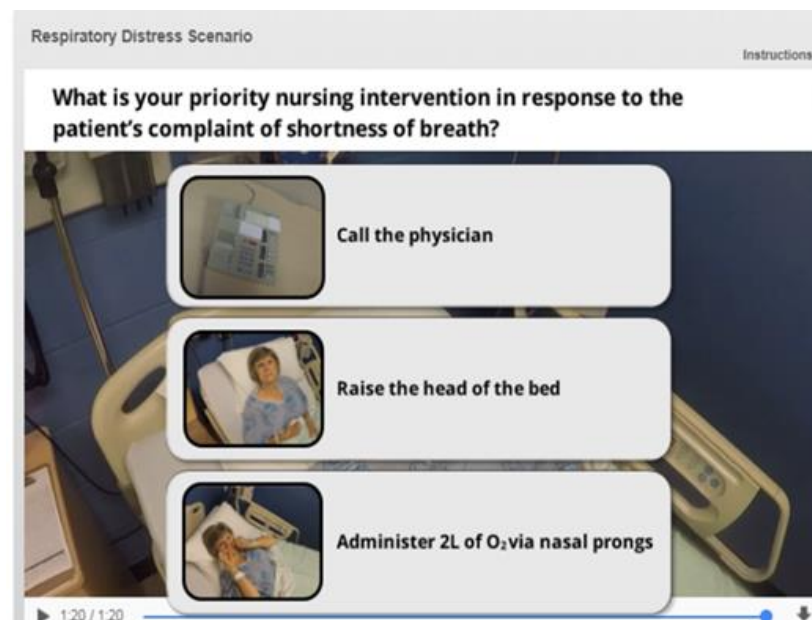 Respiratory Distress Scenario
Instructions
What is your priority nursing intervention in response to the
patient's complaint of shortness of breath?
Call the physician
Raise the head of the bed
Administer 2L of O₂ via nasal prongs
1:20 / 1:20